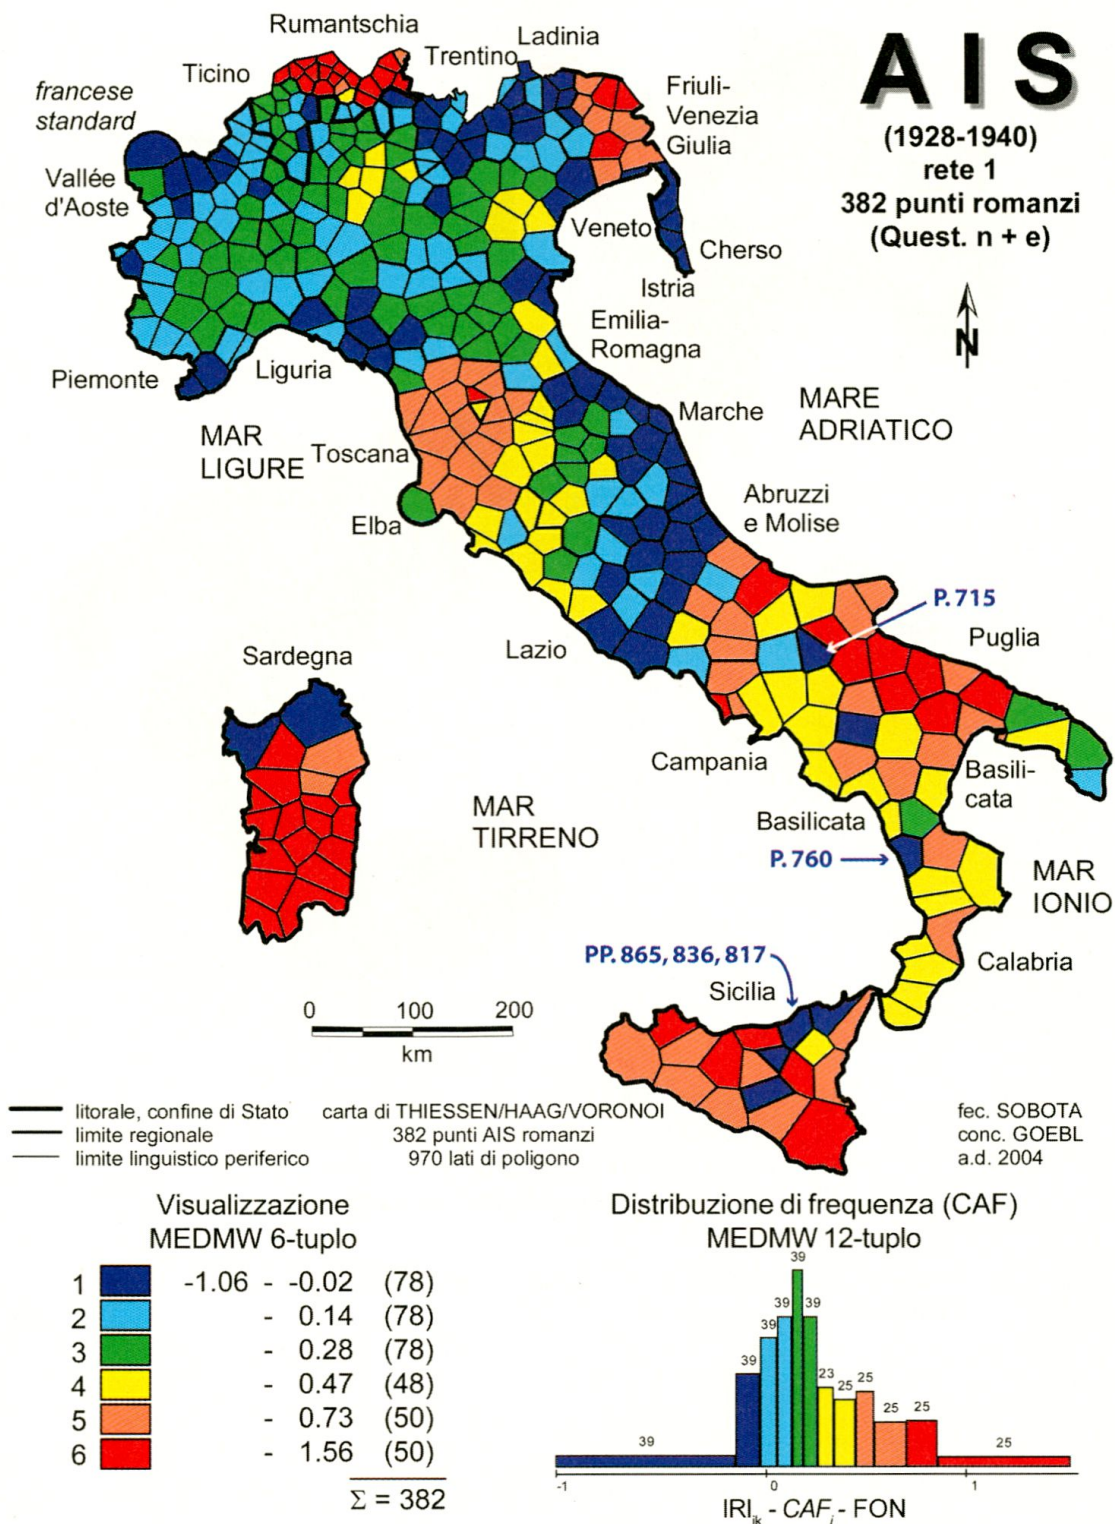 AIS
(1928-1940)
rete 1
382 punti romanzi
(Quest. n + e)
N
Rumantschia
Ladinia
Trentino
Ticino
francese
standard
Friuli-
Venezia
Giulia
Vallée
d'Aoste
Veneto
Cherso
Istria
Emilia-
Romagna
Piemonte
Liguria
Marche
MARE
ADRIATICO
MAR
LIGURE
Toscana
Elba
Abruzzi
e Molise
P.715
Puglia
Lazio
Sardegna
Campania
Basili-
cata
MAR
TIRRENO
Basilicata
P.760
MAR
IONIO
PP. 865, 836, 817
Calabria
Sicilia
0 100 200
km
litorale, confine di Stato
limite regionale
limite linguistico periferico
carta di THIESSEN/HAAG/VORONOI
382 punti AIS romanzi
970 lati di poligono
fec. SOBOTA
conc. GOEBL
a.d. 2004
Visualizzazione
MEDMW 6-tuplo
1 -1.06 - -0.02 (78)
2 - 0.14 (78)
3 - 0.28 (78)
4 - 0.47 (48)
5 - 0.73 (50)
6 - 1.56 (50)
Σ = 382
Distribuzione di frequenza (CAF)
MEDMW 12-tuplo
39 39 39 39 39 39 23 25 25 25 25 25
-1 0 1
IRIjk - CAFj - FON